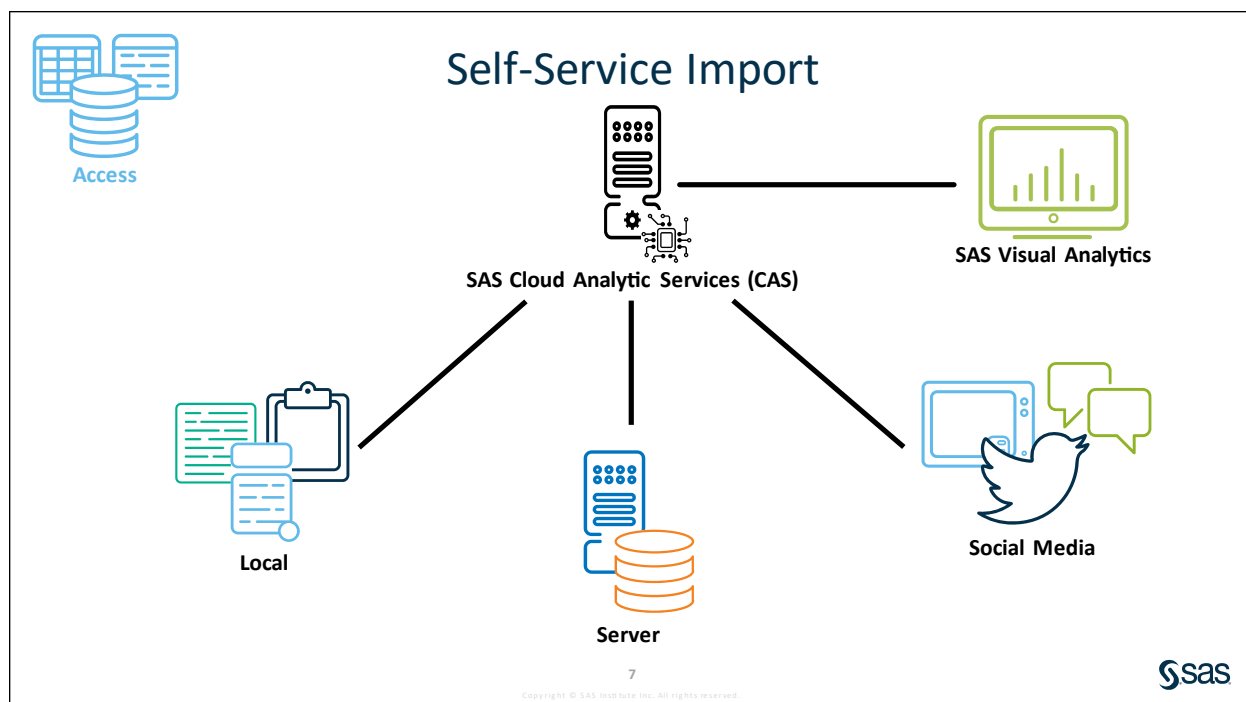 Self-Service Import
Access
SAS Visual Analytics
SAS Cloud Analytic Services (CAS)
Local
Social Media
Server
7
Copyright © SAS Institute Inc. All rights reserved.
sas